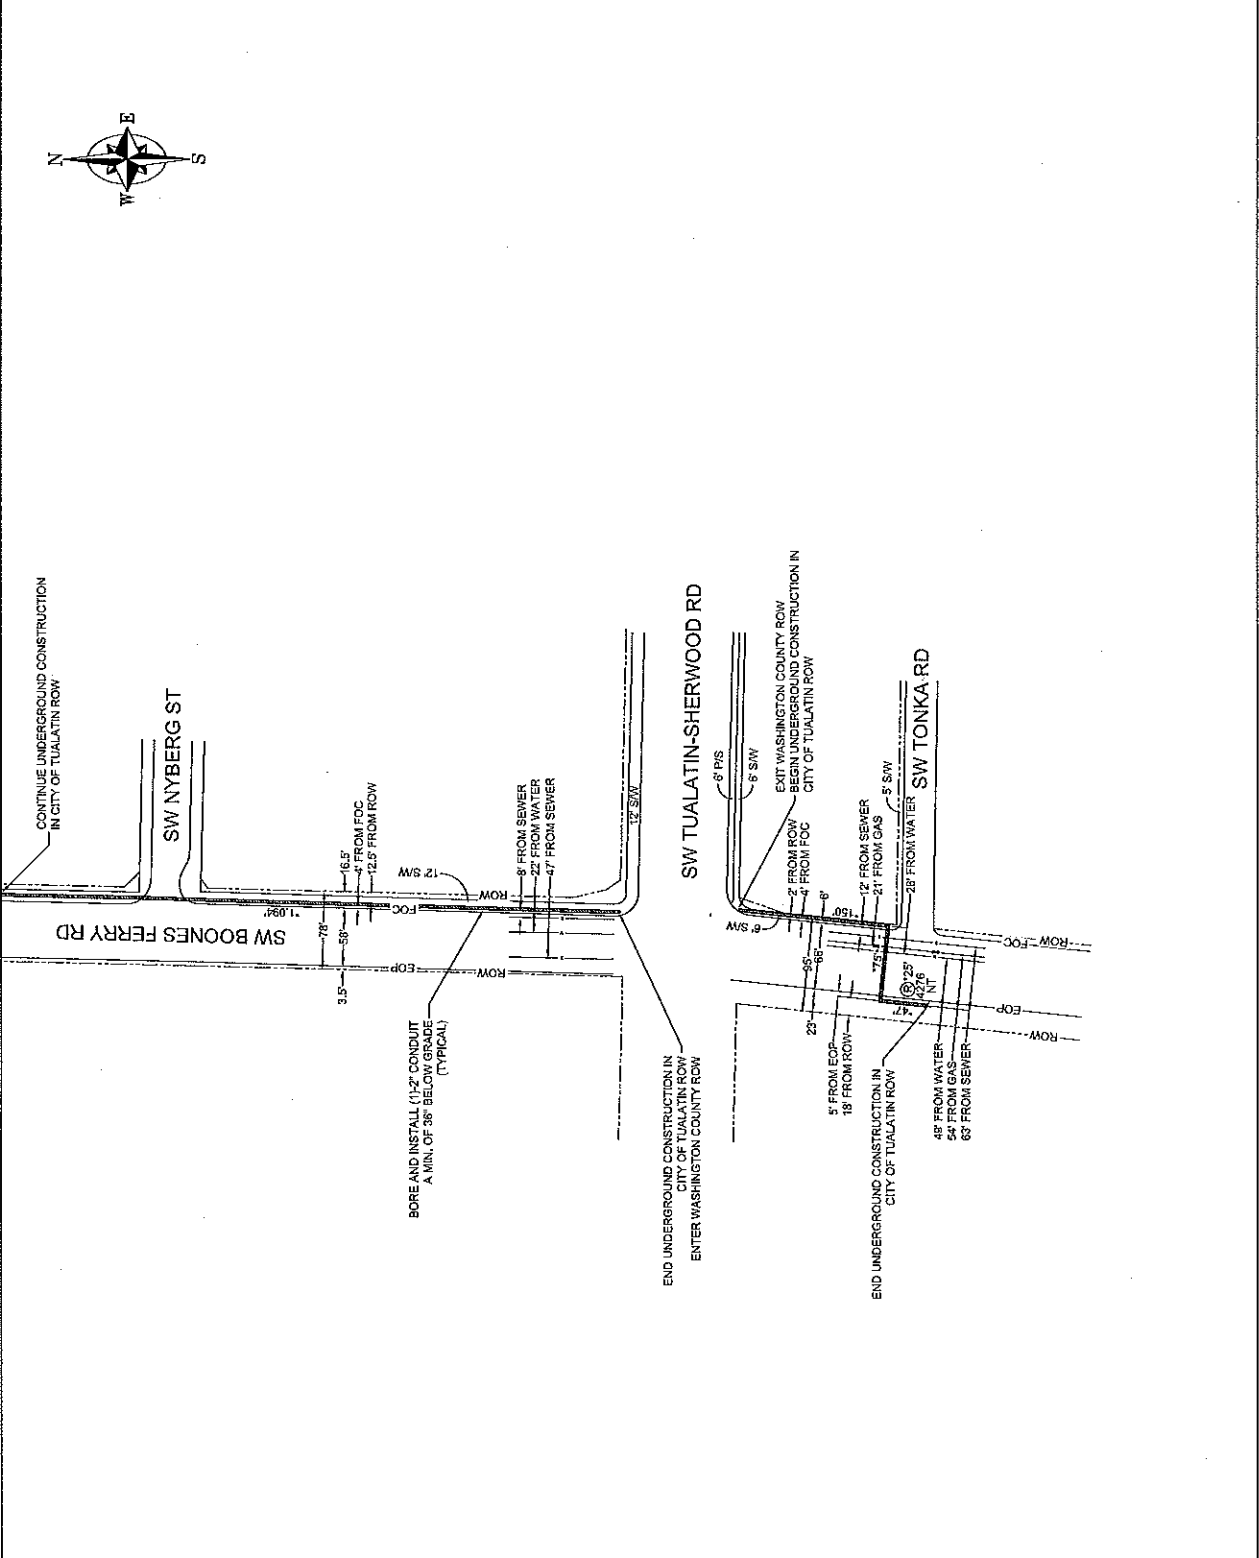 N
E
W
S
CONTINUE UNDERGROUND CONSTRUCTION
IN CITY OF TUALATIN ROW
SW NYBERG ST
SW BOONES FERRY RD
*1,094'
78'
58'
3.5'
16.5'
4' FROM FOC
12.5' FROM ROW
12' S/W
ROW
FOC
EOP
ROW
8' FROM SEWER
22' FROM WATER
47' FROM SEWER
BORE AND INSTALL (1)-2" CONDUIT
A MIN. OF 36" BELOW GRADE
(TYPICAL)
12' S/W
SW TUALATIN-SHERWOOD RD
END UNDERGROUND CONSTRUCTION IN
CITY OF TUALATIN ROW
ENTER WASHINGTON COUNTY ROW
6' P/S
6' S/W
EXIT WASHINGTON COUNTY ROW
BEGIN UNDERGROUND CONSTRUCTION IN
CITY OF TUALATIN ROW
6' S/W
2' FROM ROW
4' FROM FOC
6'
*150'
95'
66'
23'
12' FROM SEWER
21' FROM GAS
28' FROM WATER
5' S/W
SW TONKA RD
5' FROM EOP
18' FROM ROW
*75'
*47'
R
*25'
4276
NT
ROW
FOC
EOP
ROW
END UNDERGROUND CONSTRUCTION IN
CITY OF TUALATIN ROW
48' FROM WATER
54' FROM GAS
63' FROM SEWER